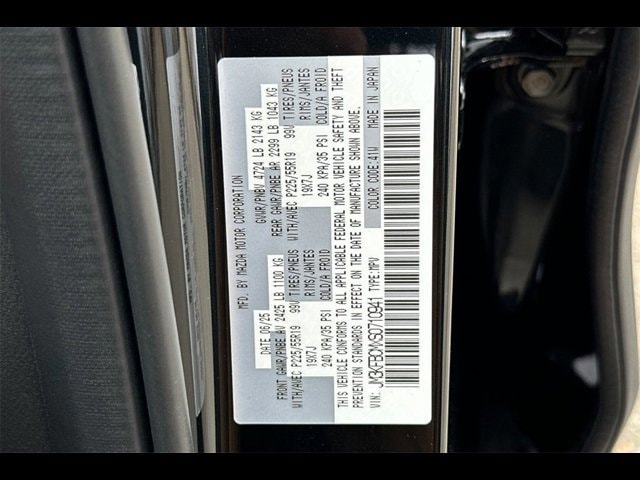 MFD. BY MAZDA MOTOR CORPORATION
DATE 06/25 GVWR/PNBV 4724 LB 2143 KG
FRONT GAWR/PNBE AV 2425 LB 1100 KG REAR GAWR/PNBE AR 2299 LB 1043 KG
WITH/AVEC P225/55R19 99V TIRES/PNEUS WITH/AVEC P225/55R19 99V TIRES/PNEUS
19X7J RIMS/JANTES 19X7J RIMS/JANTES
240 KPA/35 PSI COLD/A FROID 240 KPA/35 PSI COLD/A FROID
THIS VEHICLE CONFORMS TO ALL APPLICABLE FEDERAL MOTOR VEHICLE SAFETY AND THEFT
PREVENTION STANDARDS IN EFFECT ON THE DATE OF MANUFACTURE SHOWN ABOVE.
COLOR CODE:41W MADE IN JAPAN
VIN: TYPE:MPV